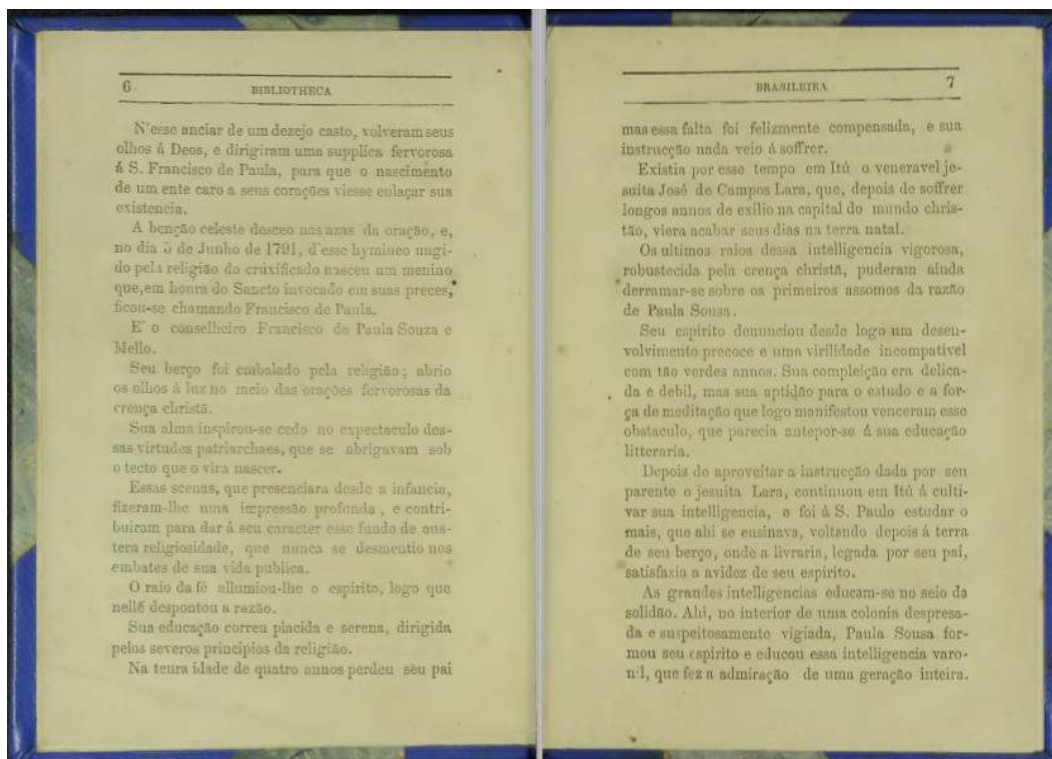 6
BIBLIOTHECA
N'esse anciar de um dezejo casto, volveram seus
olhos á Deos, e dirigiram uma supplica fervorosa
á S. Francisco de Paula, para que o nascimento
de um ente caro a seus corações viesse enlaçar sua
existencia.
A benção celeste desceo nas azas da oração, e,
no dia 5 de Junho de 1791, d'esse hymineo ungi-
do pela religião do cruxificado nasceu um menino
que, em honra do Sancto invocado em suas preces,
ficou-se chamando Francisco de Paula.
E' o conselheiro Francisco de Paula Souza e
Mello.
Seu berço foi embalado pela religião; abrio
os olhos á luz no meio das orações fervorosas da
crença christã.
Sua alma inspirou-se cedo no espectaculo des-
sas virtudes patriarchaes, que se abrigavam sob
o tecto que o vira nascer.
Essas scenas, que presenciara desde a infancia,
fizeram-lhe uma impressão profunda, e contri-
buiram para dar á seu caracter esse fundo de aus-
tera religiosidade, que nunca se desmentio nos
embates de sua vida publica.
O raio da fé allumiou-lhe o espirito, logo que
nelle despontou a razão.
Sua educação correu placida e serena, dirigida
pelos severos principios da religião.
Na tenra idade de quatro annos perdeu seu pai
BRASILEIRA
7
mas essa falta foi felizmente compensada, e sua
instrucção nada veio á soffrer.
Existia por esse tempo em Itú o veneravel je-
suita José de Campos Lara, que, depois de soffrer
longos annos de exilio na capital do mundo chris-
tão, viera acabar seus dias na terra natal.
Os ultimos raios dessa intelligencia vigorosa,
robustecida pela crença christã, puderam ainda
derramar-se sobre os primeiros assomos da razão
de Paula Sousa.
Seu espirito denunciou desde logo um desen-
volvimento precoce e uma virilidade incompativel
com tão verdes annos. Sua compleição era delica-
da e debil, mas sua aptidão para o estudo e a for-
ça de meditação que logo manifestou venceram esse
obstaculo, que parecia antepor-se á sua educação
litteraria.
Depois de aproveitar a instrucção dada por seu
parente o jesuita Lara, continuou em Itú á culti-
var sua intelligencia, e foi á S. Paulo estudar o
mais, que ahi se ensinava, voltando depois á terra
de seu berço, onde a livraria, legada por seu pai,
satisfazia a avidez de seu espirito.
As grandes intelligencias educam-se no seio da
solidão. Ahi, no interior de uma colonia despresa-
da e suspeitosamente vigiada, Paula Sousa for-
mou seu espirito e educou essa intelligencia varo-
nil, que fez a admiração de uma geração inteira.